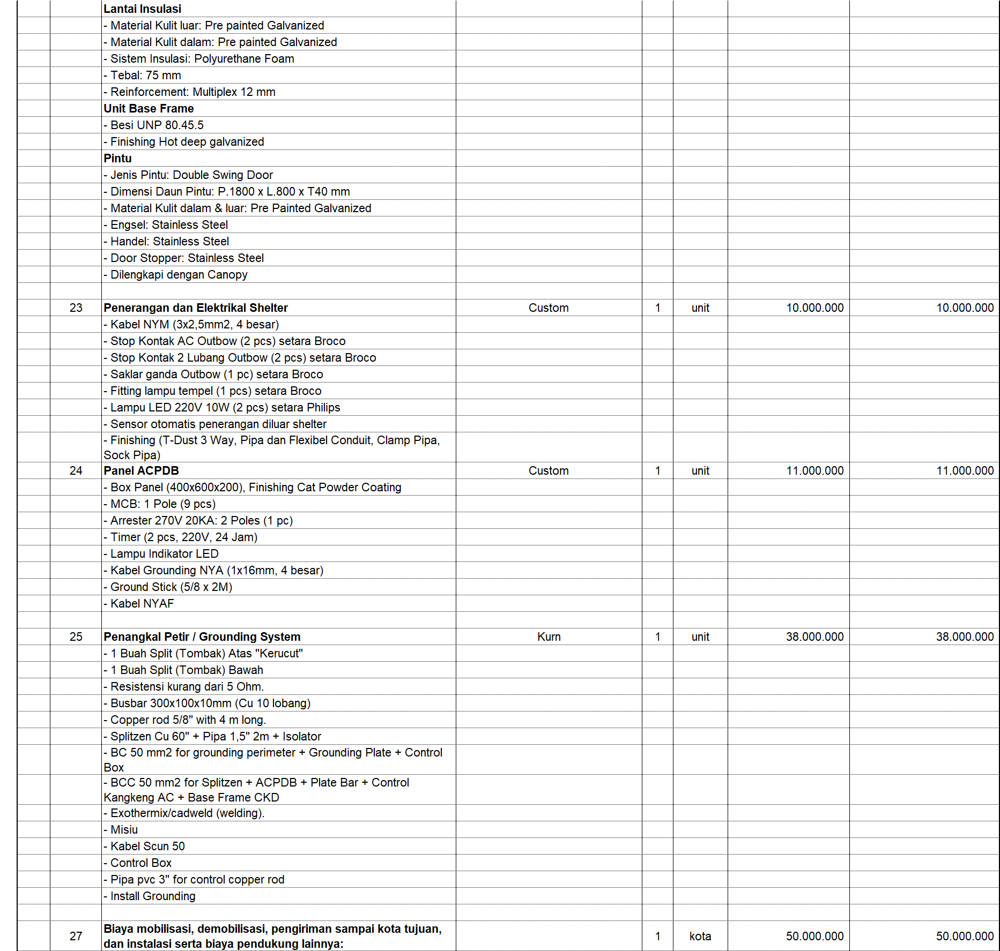 Lantai Insulasi
- Material Kulit luar: Pre painted Galvanized
- Material Kulit dalam: Pre painted Galvanized
- Sistem Insulasi: Polyurethane Foam
- Tebal: 75 mm
- Reinforcement: Multiplex 12 mm
Unit Base Frame
- Besi UNP 80.45.5
- Finishing Hot deep galvanized
Pintu
- Jenis Pintu: Double Swing Door
- Dimensi Daun Pintu: P.1800 x L.800 x T40 mm
- Material Kulit dalam & luar: Pre Painted Galvanized
- Engsel: Stainless Steel
- Handel: Stainless Steel
- Door Stopper: Stainless Steel
- Dilengkapi dengan Canopy
23 Penerangan dan Elektrikal Shelter Custom 1 unit 10.000.000 10.000.000
- Kabel NYM (3x2,5mm2, 4 besar)
- Stop Kontak AC Outbow (2 pcs) setara Broco
- Stop Kontak 2 Lubang Outbow (2 pcs) setara Broco
- Saklar ganda Outbow (1 pc) setara Broco
- Fitting lampu tempel (1 pcs) setara Broco
- Lampu LED 220V 10W (2 pcs) setara Philips
- Sensor otomatis penerangan diluar shelter
- Finishing (T-Dust 3 Way, Pipa dan Flexibel Conduit, Clamp Pipa,
Sock Pipa)
24 Panel ACPDB Custom 1 unit 11.000.000 11.000.000
- Box Panel (400x600x200), Finishing Cat Powder Coating
- MCB: 1 Pole (9 pcs)
- Arrester 270V 20KA: 2 Poles (1 pc)
- Timer (2 pcs, 220V, 24 Jam)
- Lampu Indikator LED
- Kabel Grounding NYA (1x16mm, 4 besar)
- Ground Stick (5/8 x 2M)
- Kabel NYAF
25 Penangkal Petir / Grounding System Kurn 1 unit 38.000.000 38.000.000
- 1 Buah Split (Tombak) Atas "Kerucut"
- 1 Buah Split (Tombak) Bawah
- Resistensi kurang dari 5 Ohm.
- Busbar 300x100x10mm (Cu 10 lobang)
- Copper rod 5/8" with 4 m long.
- Splitzen Cu 60" + Pipa 1,5" 2m + Isolator
- BC 50 mm2 for grounding perimeter + Grounding Plate + Control
Box
- BCC 50 mm2 for Splitzen + ACPDB + Plate Bar + Control
Kangkeng AC + Base Frame CKD
- Exothermix/cadweld (welding).
- Misiu
- Kabel Scun 50
- Control Box
- Pipa pvc 3" for control copper rod
- Install Grounding
27 Biaya mobilisasi, demobilisasi, pengiriman sampai kota tujuan, 1 kota 50.000.000 50.000.000
dan instalasi serta biaya pendukung lainnya: